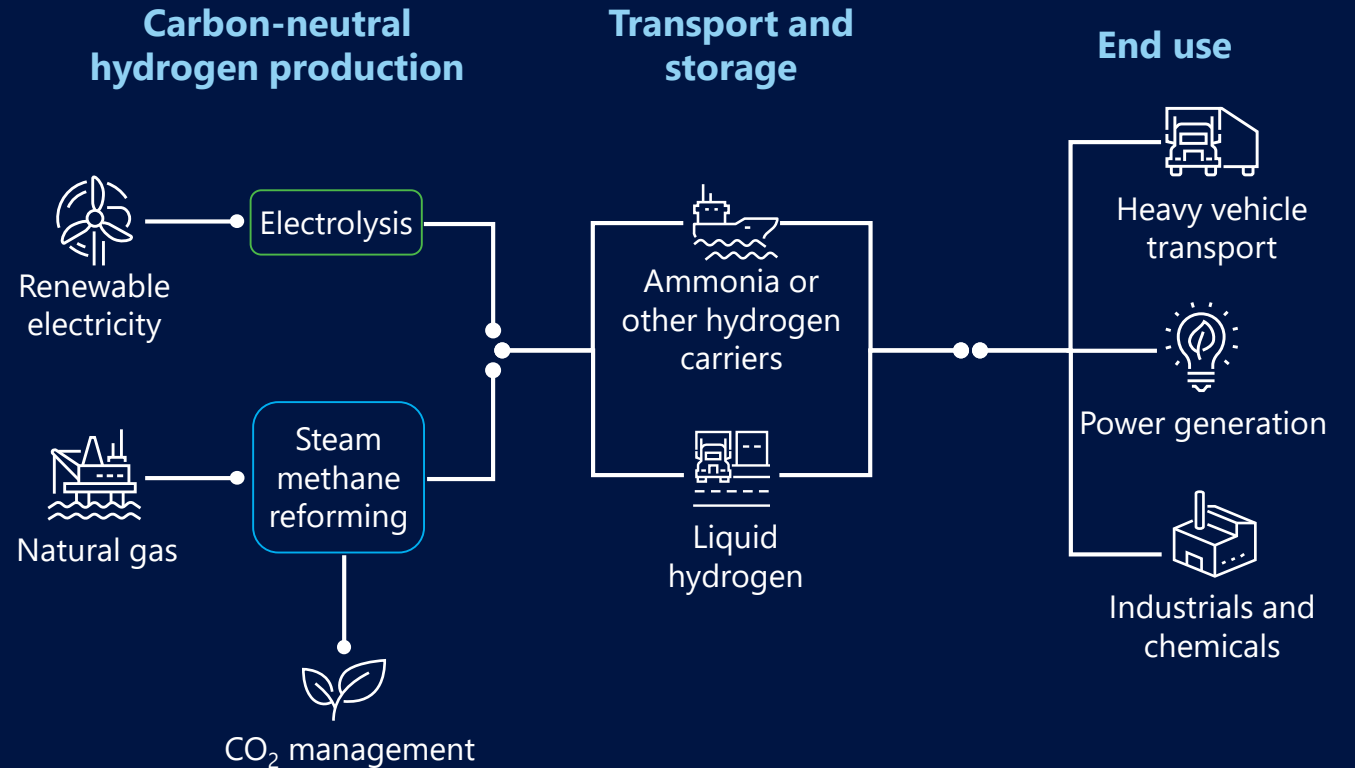 Carbon-neutral
hydrogen production
Transport and
storage
End use
Renewable
electricity
Electrolysis
Natural gas
Steam
methane
reforming
CO₂ management
Ammonia or
other hydrogen
carriers
Liquid
hydrogen
Heavy vehicle
transport
Power generation
Industrials and
chemicals